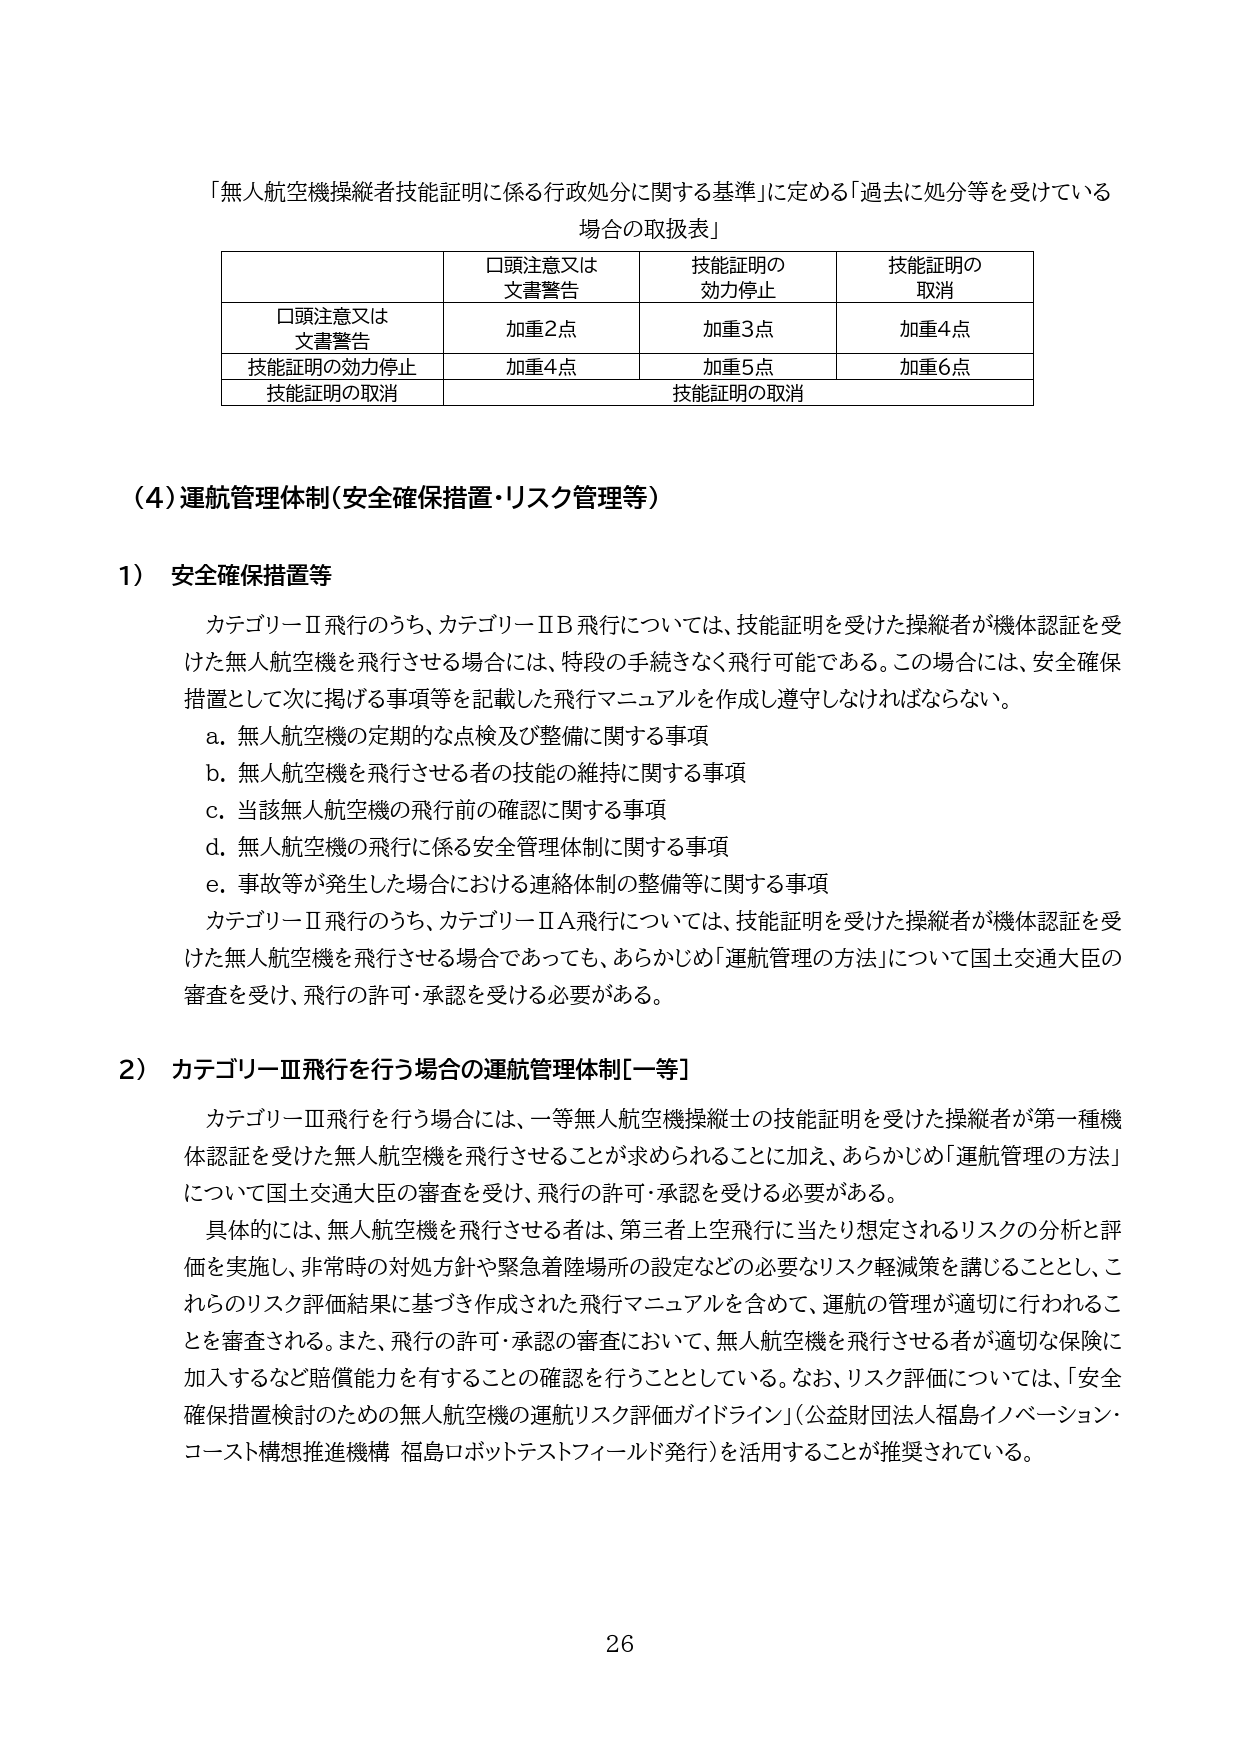 「無人航空機操縦者技能証明に係る行政処分に関する基準」に定める「過去に処分等を受けている
場合の取扱表」
口頭注意又は
文書警告
技能証明の
効力停止
技能証明の
取消
口頭注意又は
文書警告
加重2点
加重3点
加重4点
技能証明の効力停止
加重4点
加重5点
加重6点
技能証明の取消
技能証明の取消
（4）運航管理体制（安全確保措置・リスク管理等）
1） 安全確保措置等
カテゴリーⅡ飛行のうち、カテゴリーⅡB飛行については、技能証明を受けた操縦者が機体認証を受
けた無人航空機を飛行させる場合には、特段の手続きなく飛行可能である。この場合には、安全確保
措置として次に掲げる事項等を記載した飛行マニュアルを作成し遵守しなければならない。
a. 無人航空機の定期的な点検及び整備に関する事項
b. 無人航空機を飛行させる者の技能の維持に関する事項
c. 当該無人航空機の飛行前の確認に関する事項
d. 無人航空機の飛行に係る安全管理体制に関する事項
e. 事故等が発生した場合における連絡体制の整備等に関する事項
カテゴリーⅡ飛行のうち、カテゴリーⅡA飛行については、技能証明を受けた操縦者が機体認証を受
けた無人航空機を飛行させる場合であっても、あらかじめ「運航管理の方法」について国土交通大臣の
審査を受け、飛行の許可・承認を受ける必要がある。
2） カテゴリーⅢ飛行を行う場合の運航管理体制［一等］
カテゴリーⅢ飛行を行う場合には、一等無人航空機操縦士の技能証明を受けた操縦者が第一種機
体認証を受けた無人航空機を飛行させることが求められることに加え、あらかじめ「運航管理の方法」
について国土交通大臣の審査を受け、飛行の許可・承認を受ける必要がある。
具体的には、無人航空機を飛行させる者は、第三者上空飛行に当たり想定されるリスクの分析と評
価を実施し、非常時の対処方針や緊急着陸場所の設定などの必要なリスク軽減策を講じることとし、こ
れらのリスク評価結果に基づき作成された飛行マニュアルを含めて、運航の管理が適切に行われるこ
とを審査される。また、飛行の許可・承認の審査において、無人航空機を飛行させる者が適切な保険に
加入するなど賠償能力を有することの確認を行うこととしている。なお、リスク評価については、「安全
確保措置検討のための無人航空機の運航リスク評価ガイドライン」（公益財団法人福島イノベーション・
コースト構想推進機構 福島ロボットテストフィールド発行）を活用することが推奨されている。
26